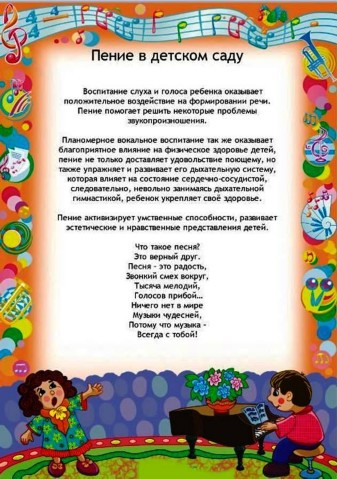 Пение в детском саду
Воспитание слуха и голоса ребенка оказывает
положительное воздействие на формировании речи.
Пение помогает решить некоторые проблемы
звукопроизношения.
Планомерное вокальное воспитание так же оказывает
благоприятное влияние на физическое здоровье детей,
пение не только доставляет удовольствие поющему, но
также упражняет и развивает его дыхательную систему,
которая влияет на состояние сердечно-сосудистой,
следовательно, невольно занимаясь дыхательной
гимнастикой, ребенок укрепляет своё здоровье.
Пение активизирует умственные способности, развивает
эстетические и нравственные представления детей.
Что такое песня?
Это верный друг.
Песня - это радость,
Звонкий смех вокруг,
Тысяча мелодий,
Голосов прибой…
Ничего нет в мире
Музыки чудесней,
Потому что музыка -
Всегда с тобой!